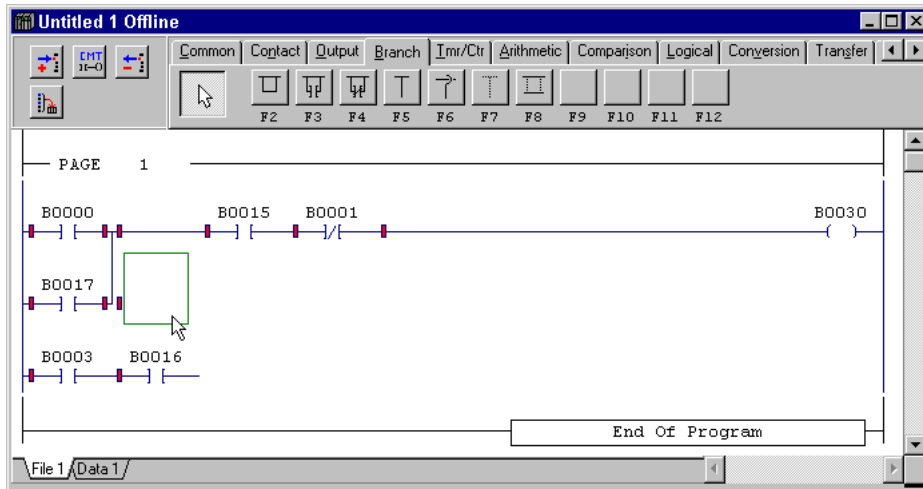 Untitled 1 Offline
CMT
Common Contact Output Branch Tmr/Ctr Arithmetic Comparison Logical Conversion Transfer
F2 F3 F4 F5 F6 F7 F8 F9 F10 F11 F12
PAGE 1
B0000 B0015 B0001 B0030
B0017
B0003 B0016
End Of Program
File 1 Data 1